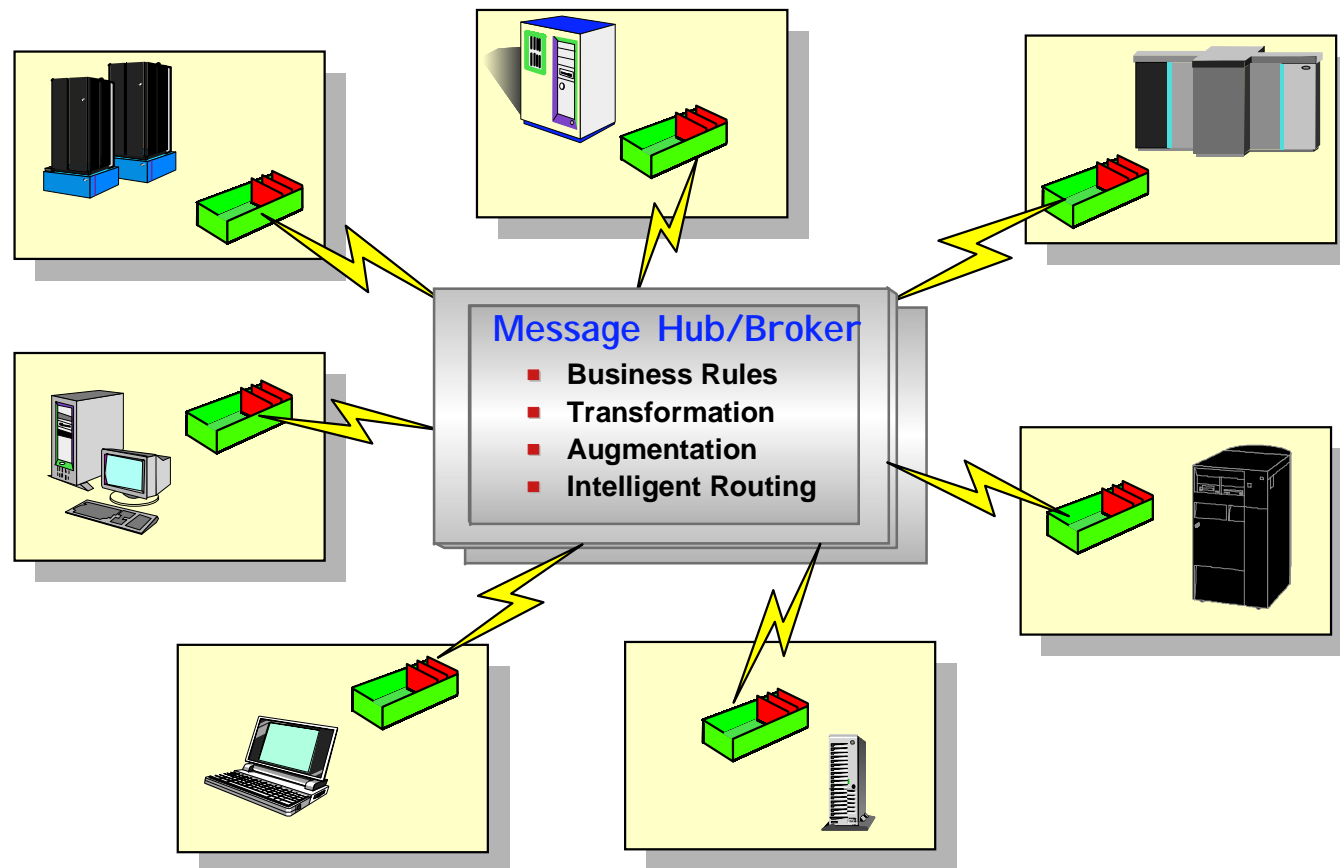 Message Hub/Broker
Business Rules
Transformation
Augmentation
Intelligent Routing